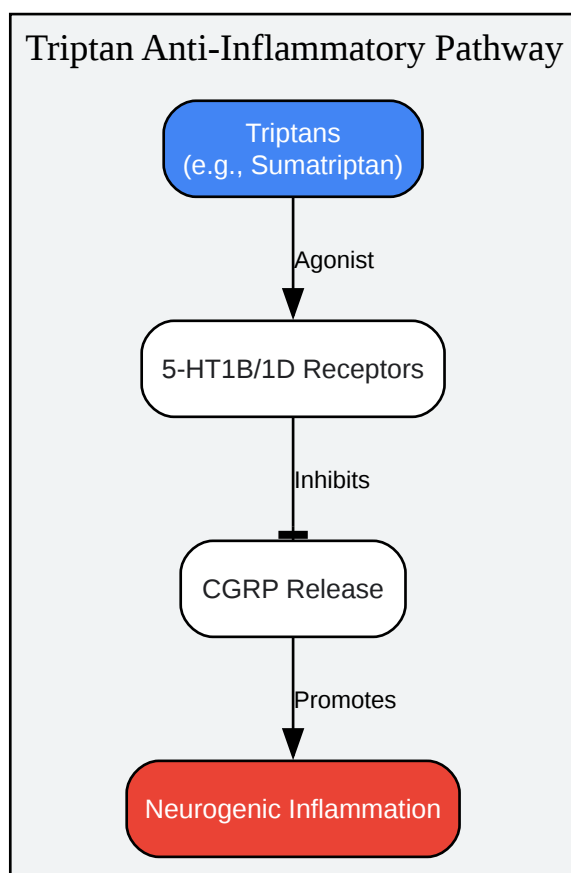 Triptan Anti-Inflammatory Pathway
Triptans
(e.g., Sumatriptan)
Agonist
5-HT1B/1D Receptors
Inhibits
CGRP Release
Promotes
Neurogenic Inflammation